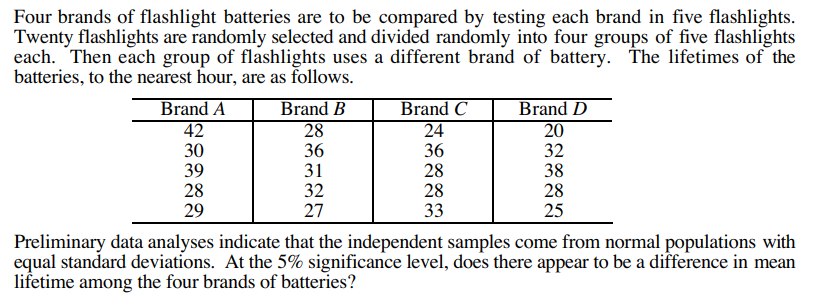 Four brands of flashlight batteries are to be compared by testing each brand in five flashlights.
Twenty flashlights are randomly selected and divided randomly into four groups of five flashlights
each. Then each group of flashlights uses a different brand of battery. The lifetimes of the
batteries, to the nearest hour, are as follows.
Brand A Brand B Brand C Brand D
42 28 24 20
30 36 36 32
39 31 28 38
28 32 28 28
29 27 33 25
Preliminary data analyses indicate that the independent samples come from normal populations with
equal standard deviations. At the 5% significance level, does there appear to be a difference in mean
lifetime among the four brands of batteries?